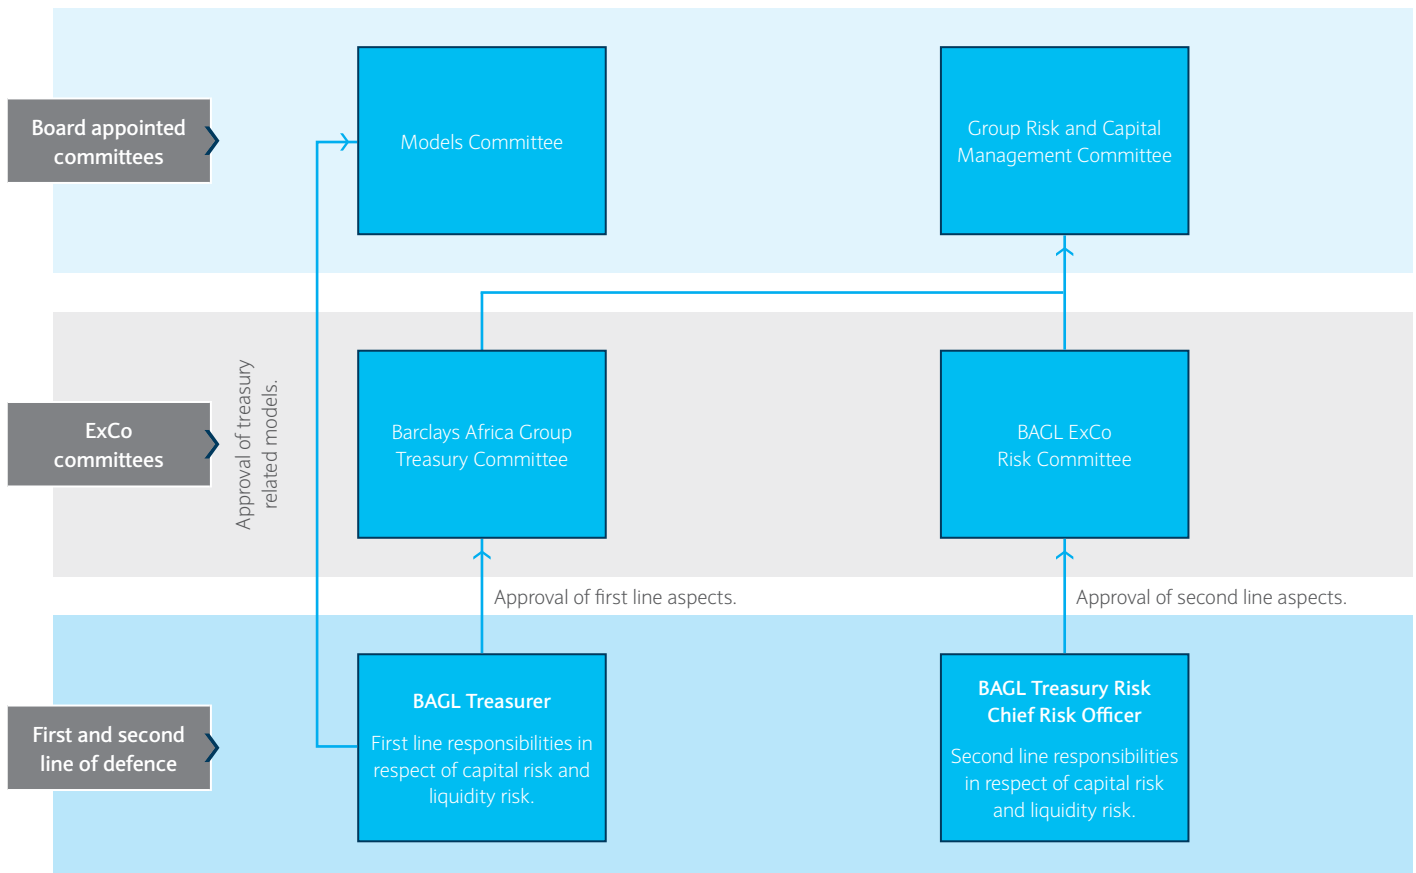 Board appointed
committees
Models Committee
Group Risk and Capital
Management Committee
Approval of treasury
related models.
ExCo
committees
Barclays Africa Group
Treasury Committee
BAGL ExCo
Risk Committee
Approval of first line aspects.
Approval of second line aspects.
First and second
line of defence
BAGL Treasurer
First line responsibilities in
respect of capital risk and
liquidity risk.
BAGL Treasury Risk
Chief Risk Officer
Second line responsibilities
in respect of capital risk
and liquidity risk.